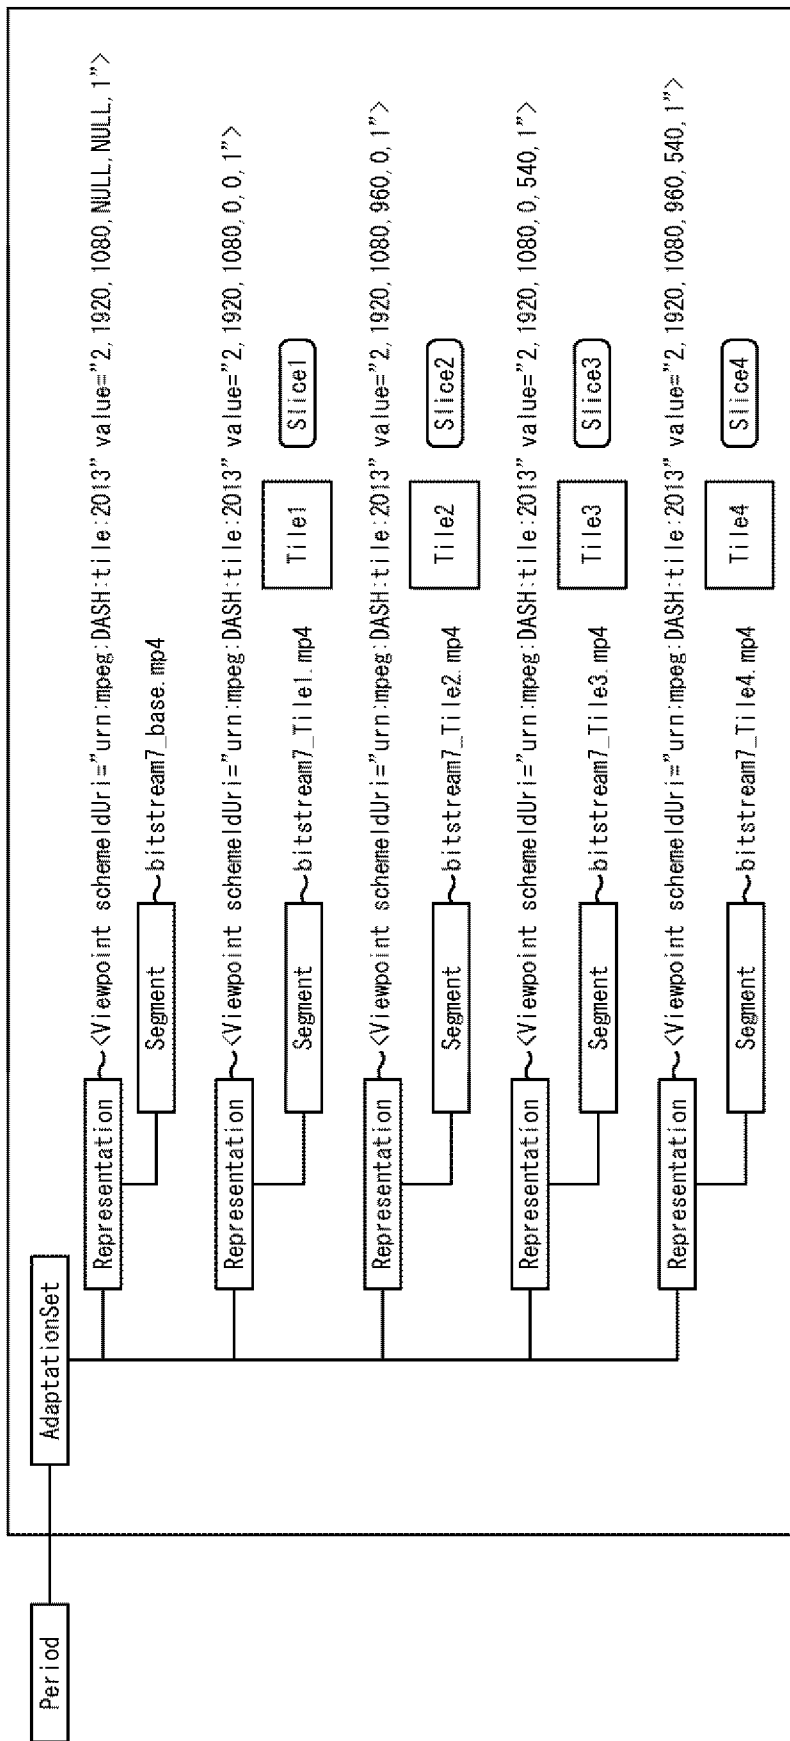 Period
AdaptationSet
Representation <Viewpoint schemeIdUri="urn:mpeg:DASH:tile:2013" value="2, 1920, 1080, NULL, NULL, 1">
Segment bitstream7_base.mp4
Representation <Viewpoint schemeIdUri="urn:mpeg:DASH:tile:2013" value="2, 1920, 1080, 0, 0, 1">
Segment bitstream7_Tile1.mp4 Tile1 Slice1
Representation <Viewpoint schemeIdUri="urn:mpeg:DASH:tile:2013" value="2, 1920, 1080, 960, 0, 1">
Segment bitstream7_Tile2.mp4 Tile2 Slice2
Representation <Viewpoint schemeIdUri="urn:mpeg:DASH:tile:2013" value="2, 1920, 1080, 0, 540, 1">
Segment bitstream7_Tile3.mp4 Tile3 Slice3
Representation <Viewpoint schemeIdUri="urn:mpeg:DASH:tile:2013" value="2, 1920, 1080, 960, 540, 1">
Segment bitstream7_Tile4.mp4 Tile4 Slice4